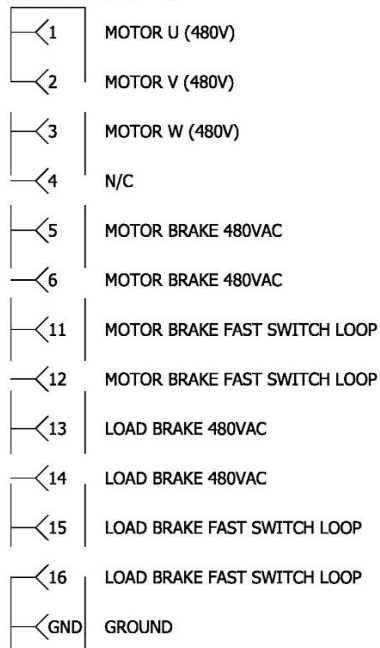 1 MOTOR U (480V)
2 MOTOR V (480V)
3 MOTOR W (480V)
4 N/C
5 MOTOR BRAKE 480VAC
6 MOTOR BRAKE 480VAC
11 MOTOR BRAKE FAST SWITCH LOOP
12 MOTOR BRAKE FAST SWITCH LOOP
13 LOAD BRAKE 480VAC
14 LOAD BRAKE 480VAC
15 LOAD BRAKE FAST SWITCH LOOP
16 LOAD BRAKE FAST SWITCH LOOP
GND GROUND